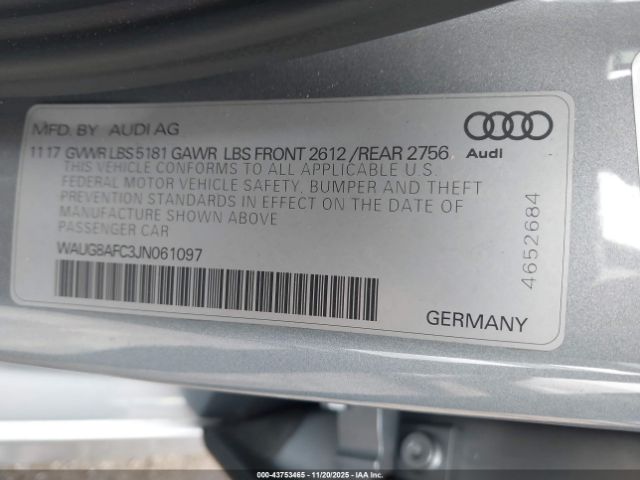 MFD. BY AUDI AG
11 17 GVWR LBS 5181 GAWR LBS FRONT 2612 /REAR 2756
THIS VEHICLE CONFORMS TO ALL APPLICABLE U.S.
FEDERAL MOTOR VEHICLE SAFETY, BUMPER AND THEFT
PREVENTION STANDARDS IN EFFECT ON THE DATE OF
MANUFACTURE SHOWN ABOVE
PASSENGER CAR
WAUG8AFC3JN061097
Audi
4652684
GERMANY
000-43753465 - 11/20/2025 - IAAI.COM